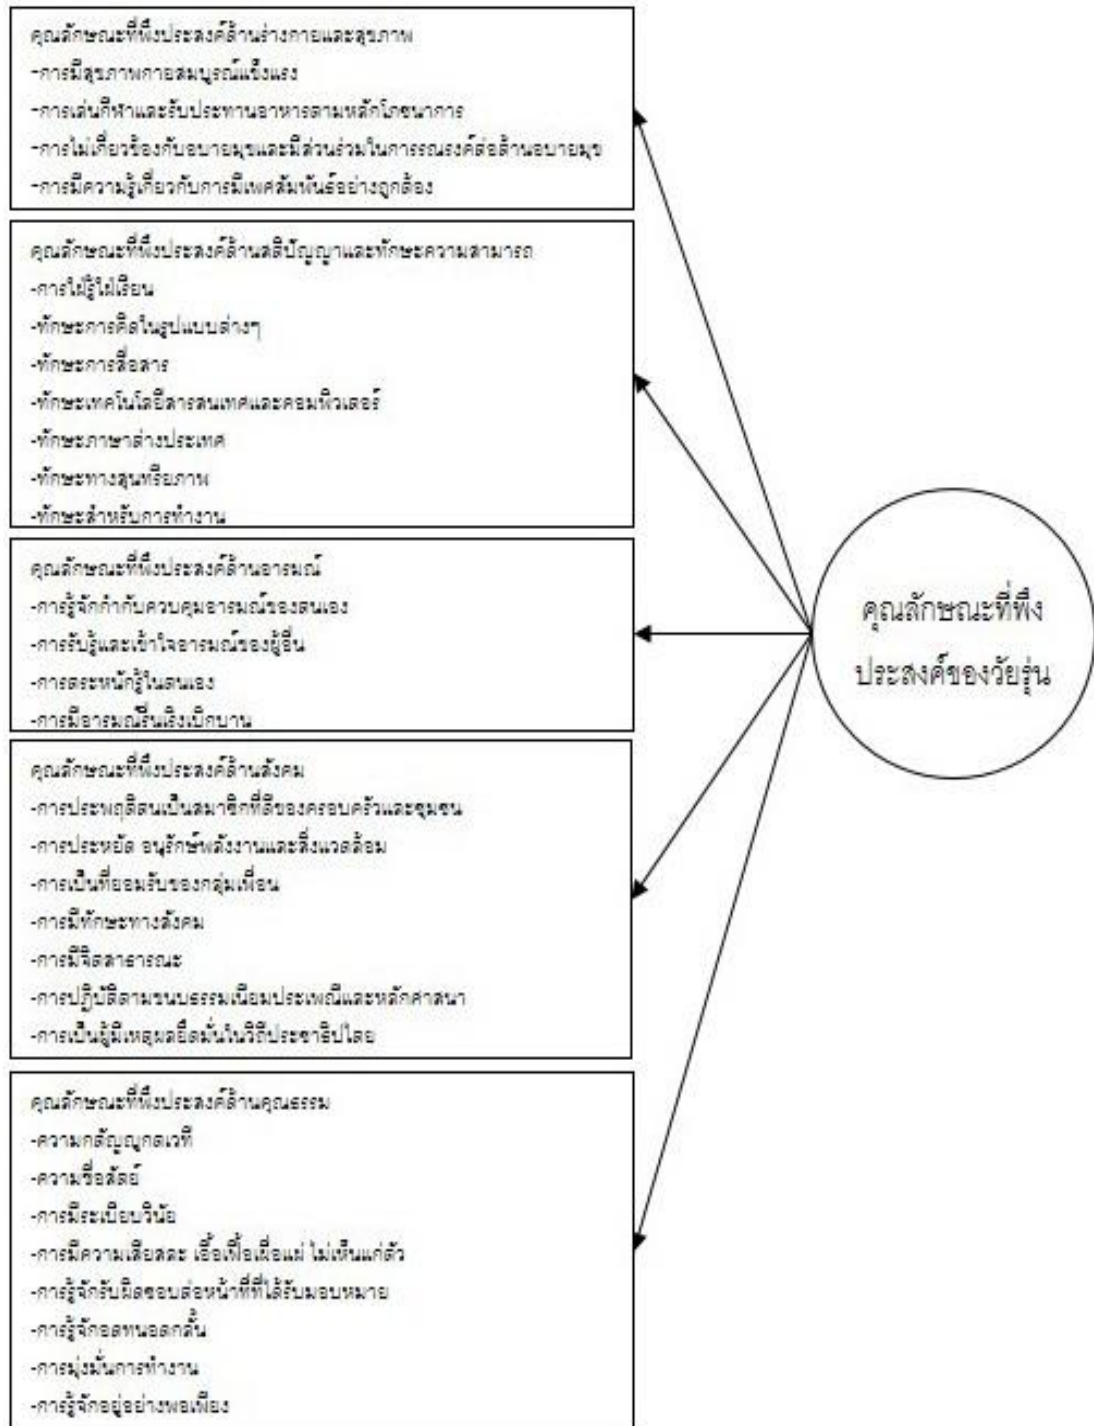 คุณลักษณะที่พึงประสงค์ด้านร่างกายและสุขภาพ
-การมีสุขภาพกายสมบูรณ์แข็งแรง
-การเล่นกีฬาและรับประทานอาหารตามหลักโภชนาการ
-การไม่เกี่ยวข้องกับอบายมุขและมีส่วนร่วมในการรณรงค์ต่อต้านอบายมุข
-การมีความรู้เกี่ยวกับการมีเพศสัมพันธ์อย่างถูกต้อง
คุณลักษณะที่พึงประสงค์ด้านสติปัญญาและทักษะความสามารถ
-การใฝ่รู้ใฝ่เรียน
-ทักษะการคิดในรูปแบบต่างๆ
-ทักษะการสื่อสาร
-ทักษะเทคโนโลยีสารสนเทศและคอมพิวเตอร์
-ทักษะภาษาต่างประเทศ
-ทักษะทางสุนทรียภาพ
-ทักษะสำหรับการทำงาน
คุณลักษณะที่พึงประสงค์ด้านอารมณ์
-การรู้จักกำกับควบคุมอารมณ์ของตนเอง
-การรับรู้และเข้าใจอารมณ์ของผู้อื่น
-การตระหนักรู้ในตนเอง
-การมีอารมณ์รื่นเริงเบิกบาน
คุณลักษณะที่พึงประสงค์ด้านสังคม
-การประพฤติตนเป็นสมาชิกที่ดีของครอบครัวและชุมชน
-การประหยัด อนุรักษ์พลังงานและสิ่งแวดล้อม
-การเป็นที่ยอมรับของกลุ่มเพื่อน
-การมีทักษะทางสังคม
-การมีจิตสาธารณะ
-การปฏิบัติตามขนบธรรมเนียมประเพณีและหลักศาสนา
-การเป็นผู้มีเหตุผลยึดมั่นในวิถีประชาธิปไตย
คุณลักษณะที่พึงประสงค์ด้านคุณธรรม
-ความกตัญญูกตเวที
-ความซื่อสัตย์
-การมีระเบียบวินัย
-การมีความเสียสละ เอื้อเฟื้อเผื่อแผ่ ไม่เห็นแก่ตัว
-การรู้จักรับผิดชอบต่อหน้าที่ที่ได้รับมอบหมาย
-การรู้จักอดทนอดกลั้น
-การมุ่งมั่นการทำงาน
-การรู้จักอยู่อย่างพอเพียง
คุณลักษณะที่พึง
ประสงค์ของวัยรุ่น